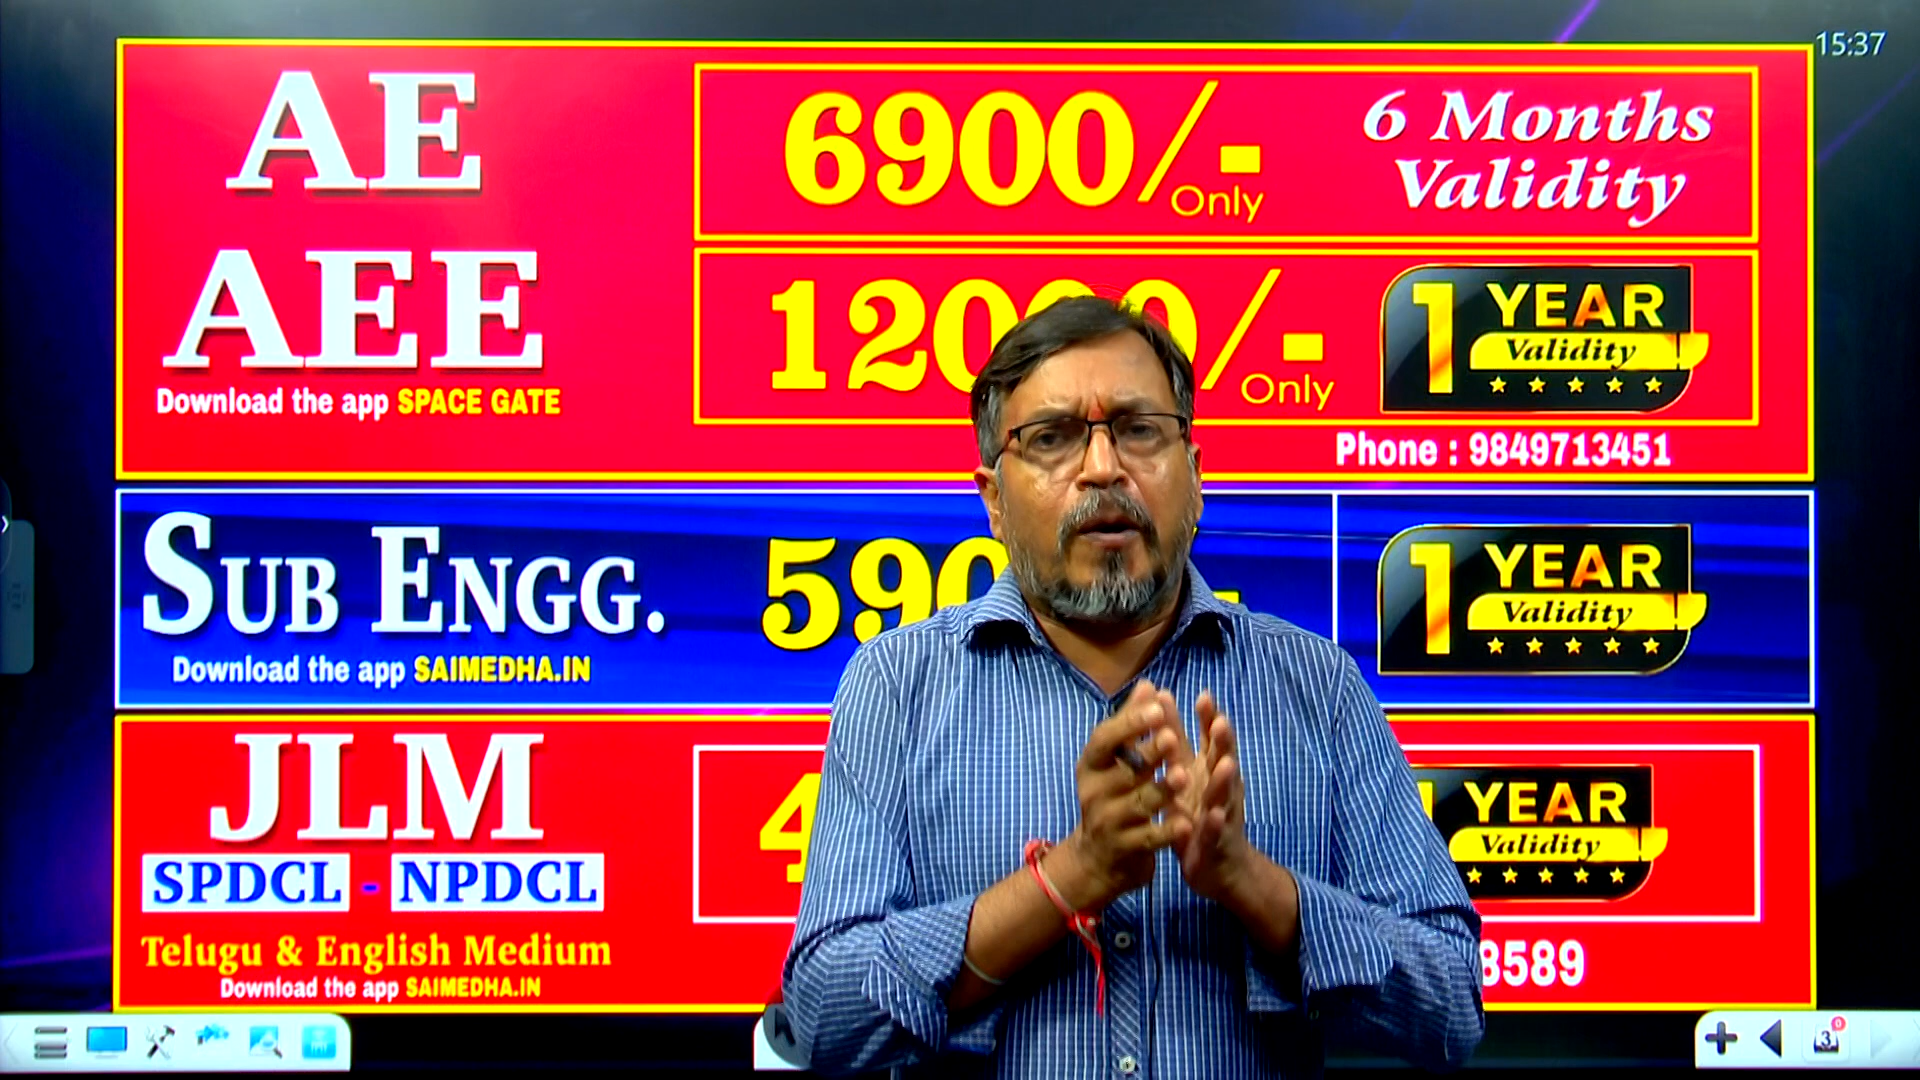 15:37
AE
6900/-
Only
6 Months
Validity
AEE
/-
Only
1 YEAR
Validity
Download the app SPACE GATE
Phone : 9849713451
SUB ENGG.
1 YEAR
Validity
Download the app SAIMEDHA.IN
JLM
YEAR
Validity
SPDCL - NPDCL
Telugu & English Medium
8589
Download the app SAIMEDHA.IN